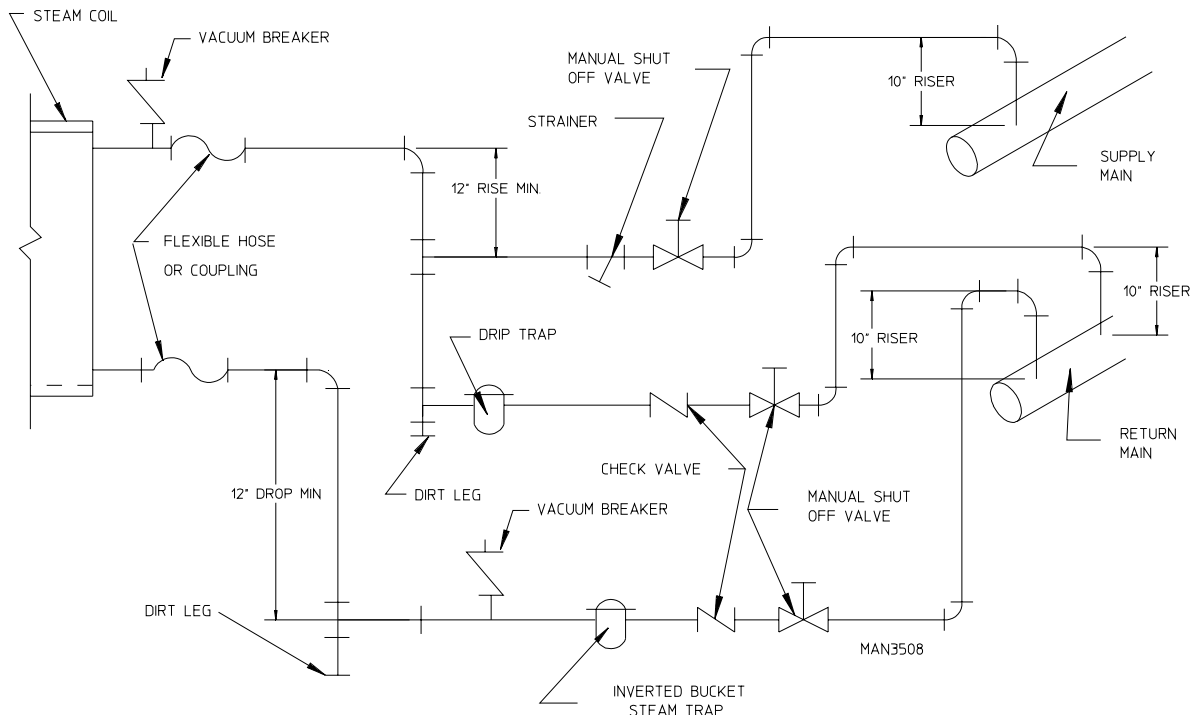 STEAM COIL
VACUUM BREAKER
MANUAL SHUT
OFF VALVE
10" RISER
STRAINER
SUPPLY
MAIN
12" RISE MIN.
FLEXIBLE HOSE
OR COUPLING
10" RISER
DRIP TRAP
10" RISER
RETURN
MAIN
CHECK VALVE
12" DROP MIN
DIRT LEG
MANUAL SHUT
OFF VALVE
VACUUM BREAKER
DIRT LEG
MAN3508
INVERTED BUCKET
STEAM TRAP